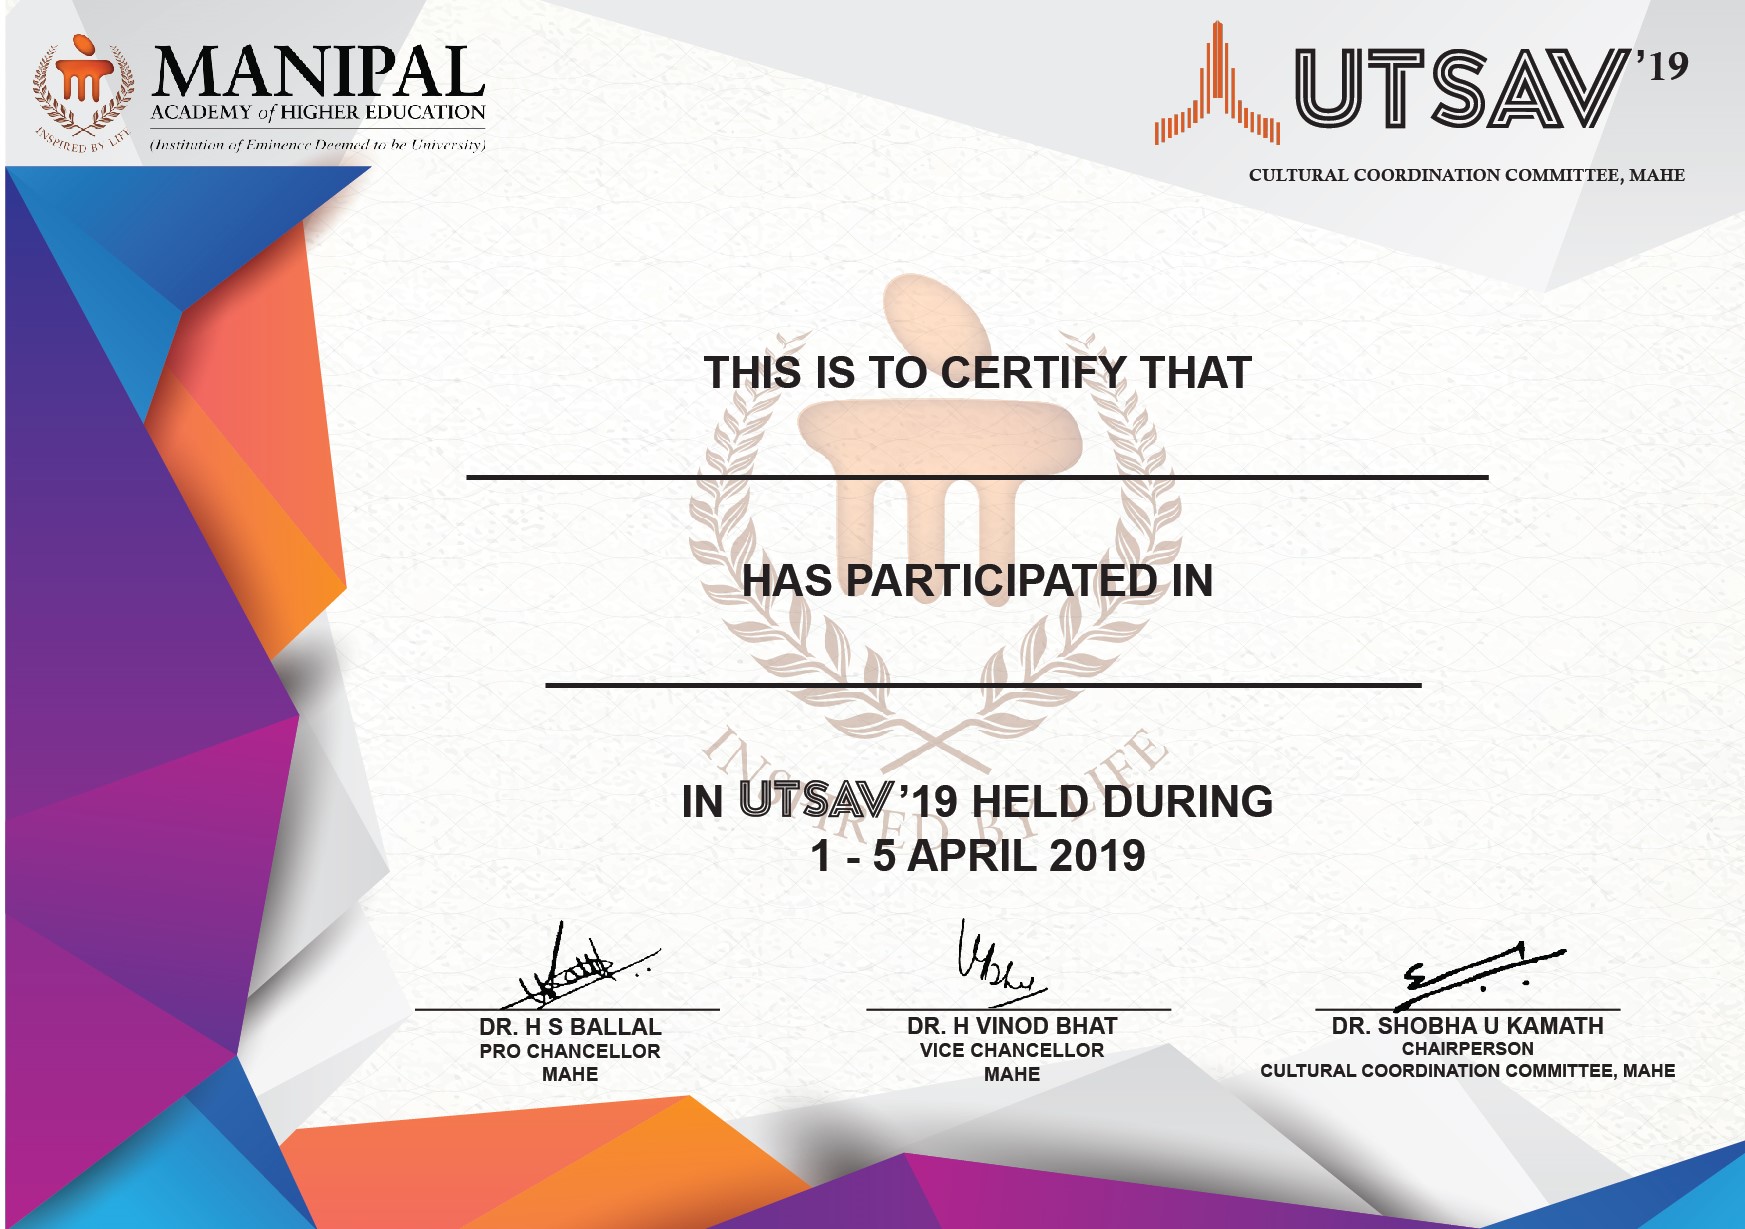 MANIPAL
ACADEMY of HIGHER EDUCATION
(Institution of Eminence Deemed to be University)
INSPIRED BY LIFE
UTSAV '19
CULTURAL COORDINATION COMMITTEE, MAHE
THIS IS TO CERTIFY THAT
HAS PARTICIPATED IN
INSPIRED BY LIFE
IN UTSAV '19 HELD DURING
1 - 5 APRIL 2019
DR. H S BALLAL
PRO CHANCELLOR
MAHE
DR. H VINOD BHAT
VICE CHANCELLOR
MAHE
DR. SHOBHA U KAMATH
CHAIRPERSON
CULTURAL COORDINATION COMMITTEE, MAHE